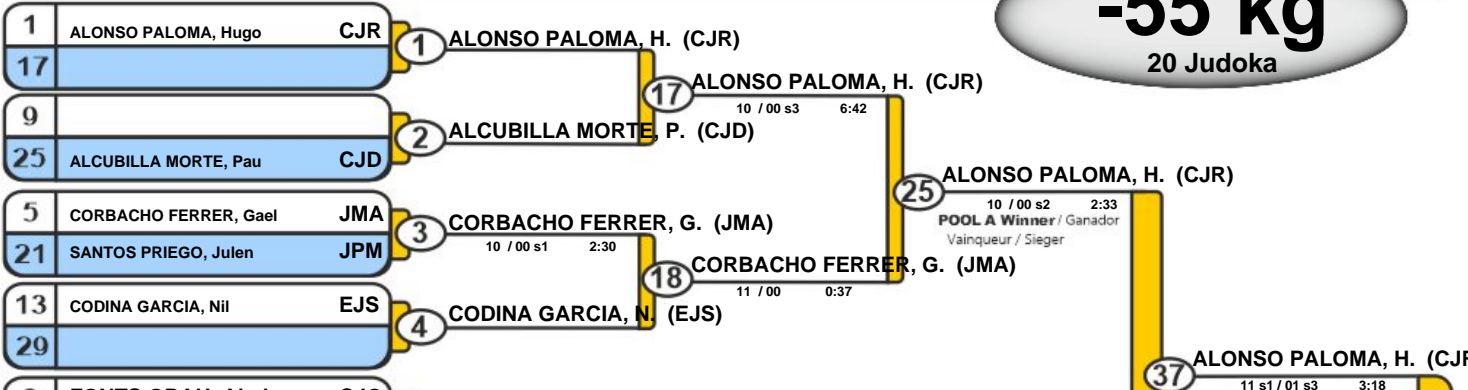 -55 kg
20 Judoka
1 ALONSO PALOMA, Hugo CJR
17
1 ALONSO PALOMA, H. (CJR)
9
25 ALCUBILLA MORTE, Pau CJD
2 ALCUBILLA MORTE, P. (CJD)
17 ALONSO PALOMA, H. (CJR)
10 / 00 s3 6:42
5 CORBACHO FERRER, Gael JMA
21 SANTOS PRIEGO, Julen JPM
3 CORBACHO FERRER, G. (JMA)
10 / 00 s1 2:30
13 CODINA GARCIA, Nil EJS
29
4 CODINA GARCIA, N. (EJS)
18 CORBACHO FERRER, G. (JMA)
11 / 00 0:37
25 ALONSO PALOMA, H. (CJR)
10 / 00 s2 2:33
POOL A Winner / Ganador
Vainqueur / Sieger
37 ALONSO PALOMA, H. (CJR
11 s1 / 01 s3 3:18